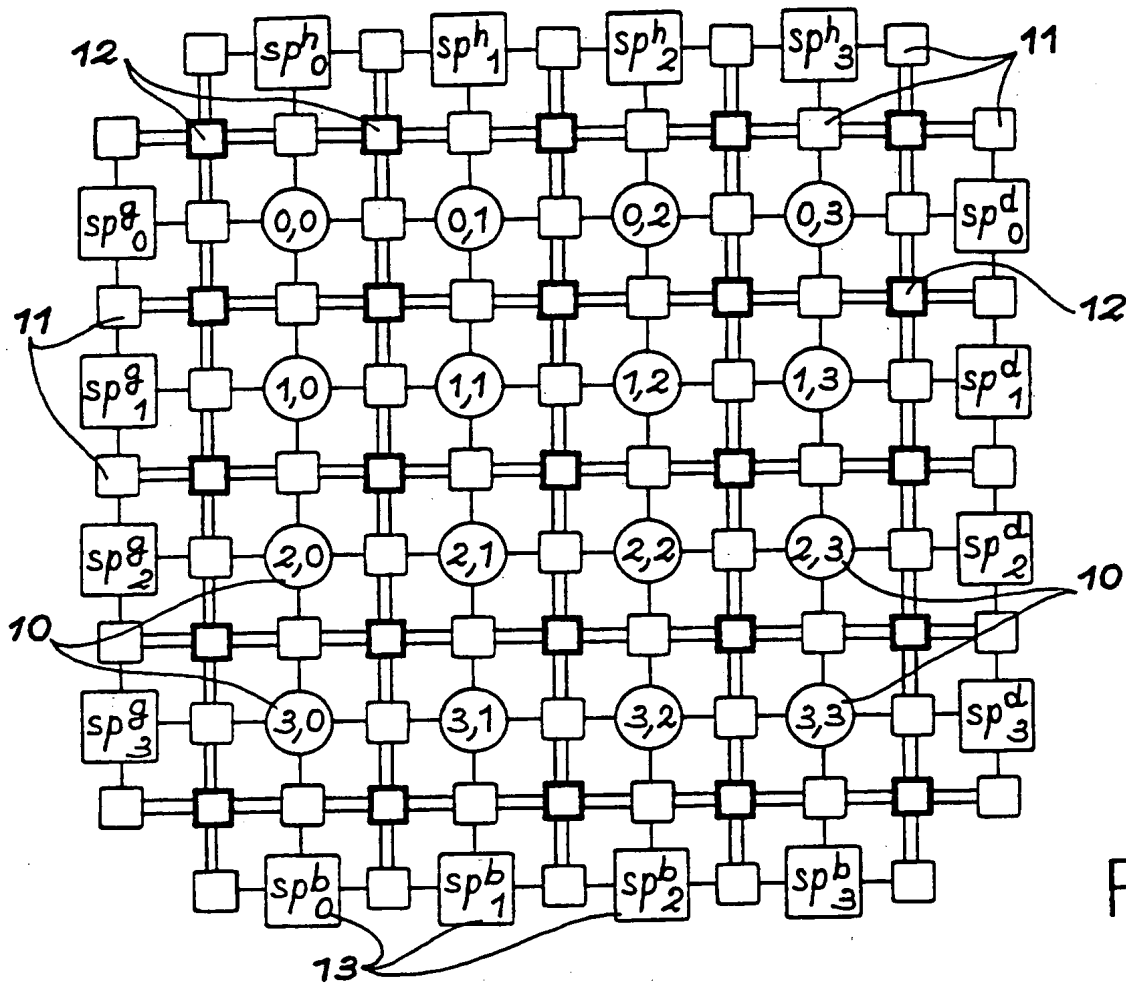 12 sp^h_0 sp^h_1 sp^h_2 sp^h_3 11
sp^g_0 0,0 0,1 0,2 0,3 sp^d_0
11 12
sp^g_1 1,0 1,1 1,2 1,3 sp^d_1
sp^g_2 2,0 2,1 2,2 2,3 sp^d_2
10 10
sp^g_3 3,0 3,1 3,2 3,3 sp^d_3
sp^b_0 sp^b_1 sp^b_2 sp^b_3
13